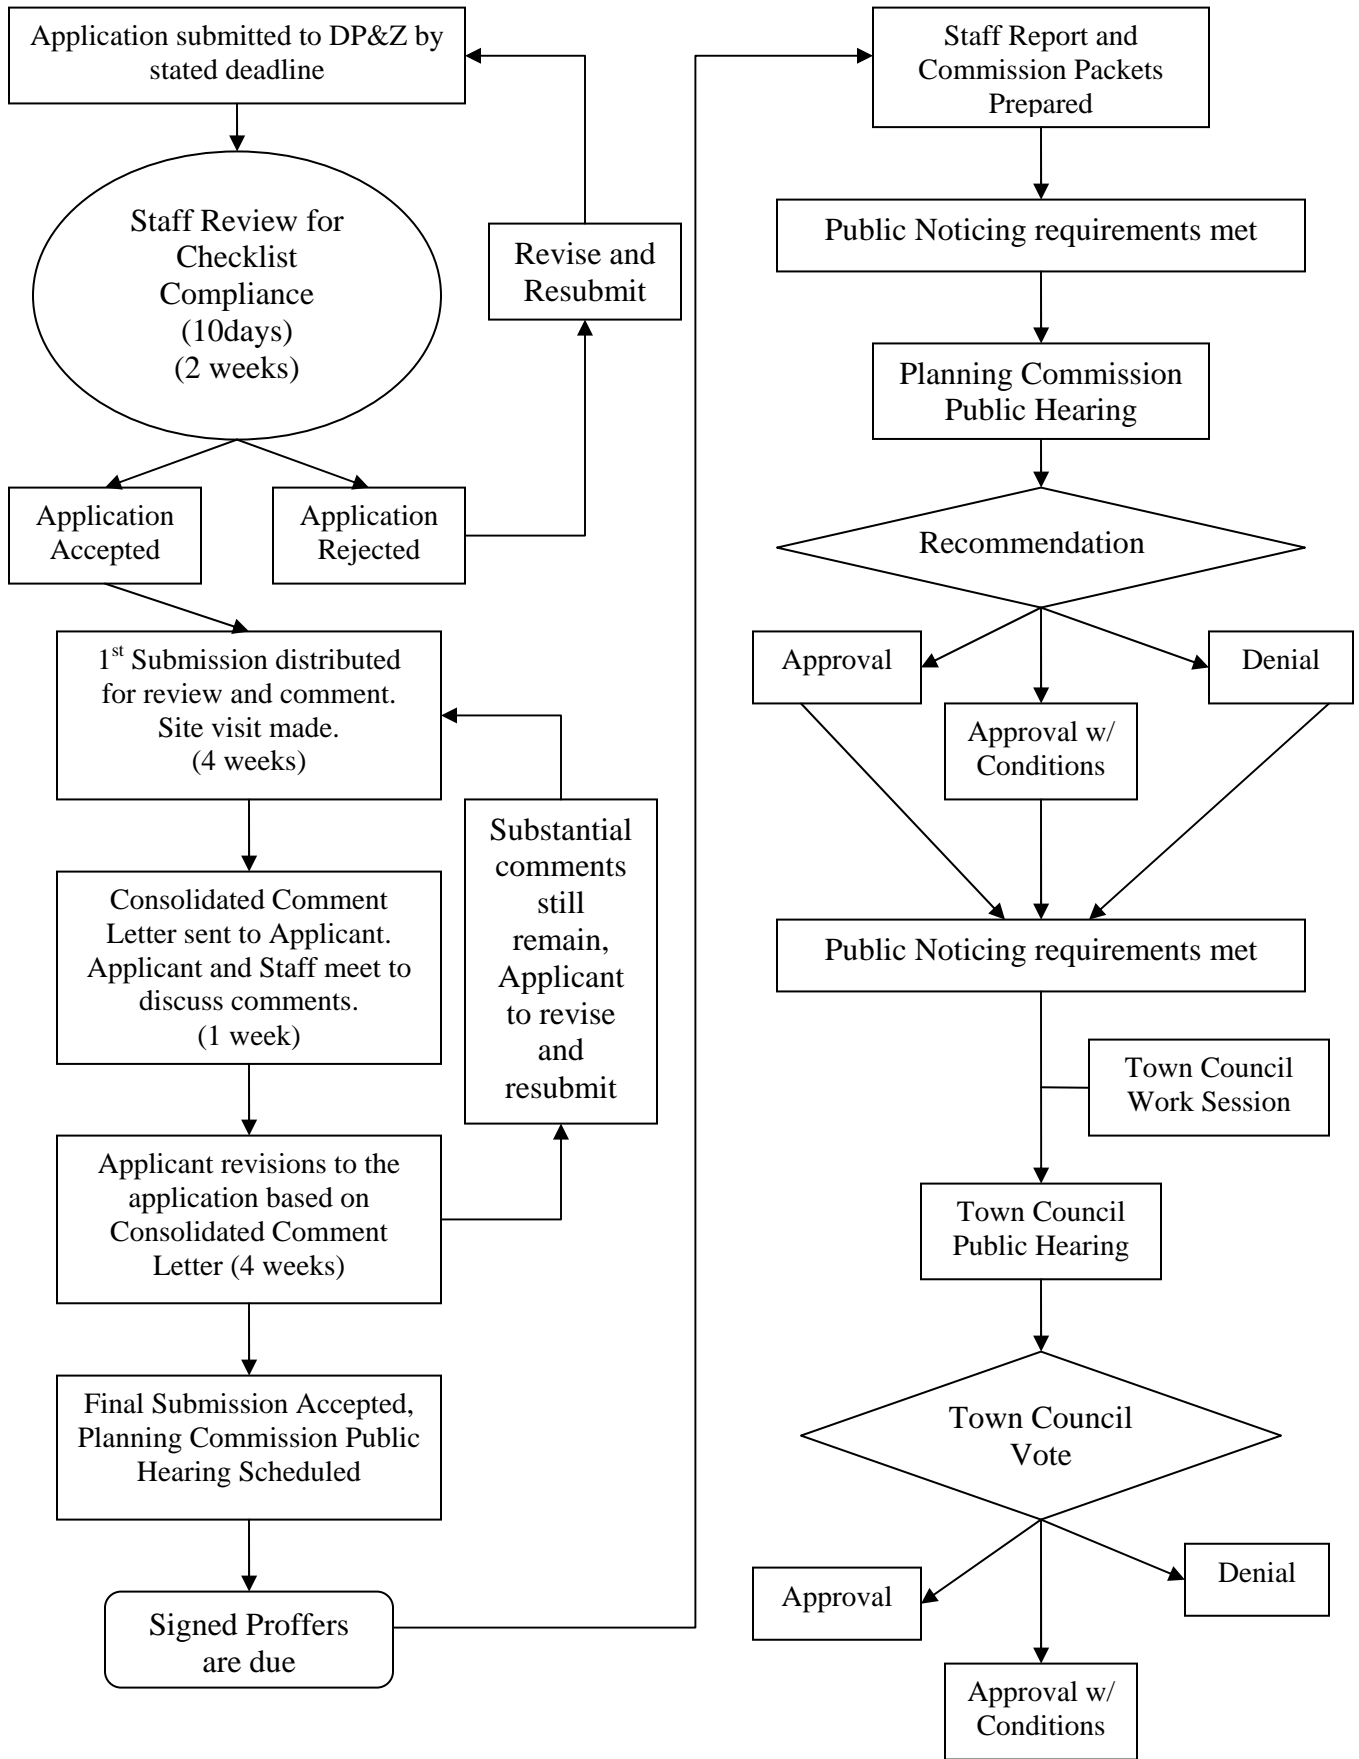 Application submitted to DP&Z by
stated deadline
Staff Review for
Checklist
Compliance
(10days)
(2 weeks)
Revise and
Resubmit
Application
Accepted
Application
Rejected
1st Submission distributed
for review and comment.
Site visit made.
(4 weeks)
Consolidated Comment
Letter sent to Applicant.
Applicant and Staff meet to
discuss comments.
(1 week)
Substantial
comments
still
remain,
Applicant
to revise
and
resubmit
Applicant revisions to the
application based on
Consolidated Comment
Letter (4 weeks)
Final Submission Accepted,
Planning Commission Public
Hearing Scheduled
Signed Proffers
are due
Staff Report and
Commission Packets
Prepared
Public Noticing requirements met
Planning Commission
Public Hearing
Recommendation
Approval
Approval w/
Conditions
Denial
Public Noticing requirements met
Town Council
Work Session
Town Council
Public Hearing
Town Council
Vote
Approval
Approval w/
Conditions
Denial